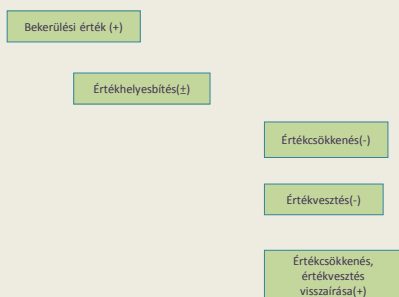 Bekerülési érték (+)
Értékhelyesbítés(±)
Értékcsökkenés(-)
Értékvesztés(-)
Értékcsökkenés,
értékvesztés
visszaírása(+)